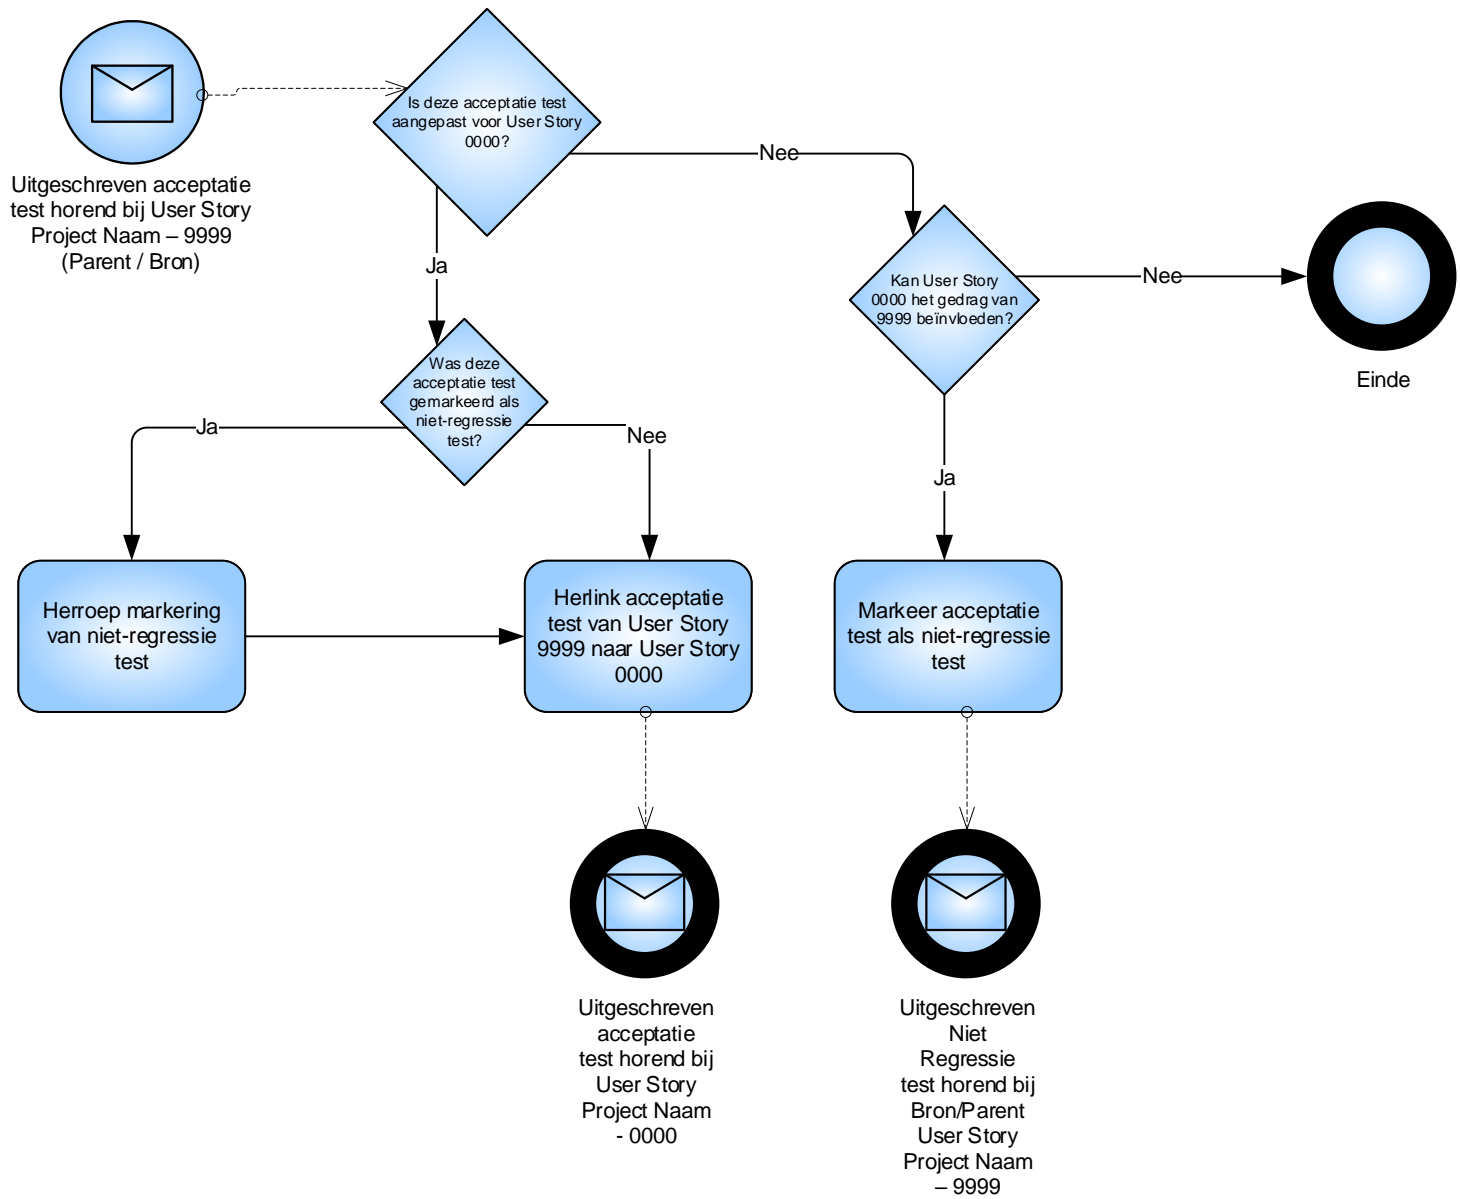 Uitgeschreven acceptatie
test horend bij User Story
Project Naam – 9999
(Parent / Bron)
Is deze acceptatie test
aangepast voor User Story
0000?
Nee
Ja
Kan User Story
0000 het gedrag van
9999 beïnvloeden?
Nee
Einde
Was deze
acceptatie test
gemarkeerd als
niet-regressie
test?
Ja
Nee
Ja
Herroep markering
van niet-regressie
test
Herlink acceptatie
test van User Story
9999 naar User Story
0000
Markeer acceptatie
test als niet-regressie
test
Uitgeschreven
acceptatie
test horend bij
User Story
Project Naam
- 0000
Uitgeschreven
Niet
Regressie
test horend bij
Bron/Parent
User Story
Project Naam
– 9999